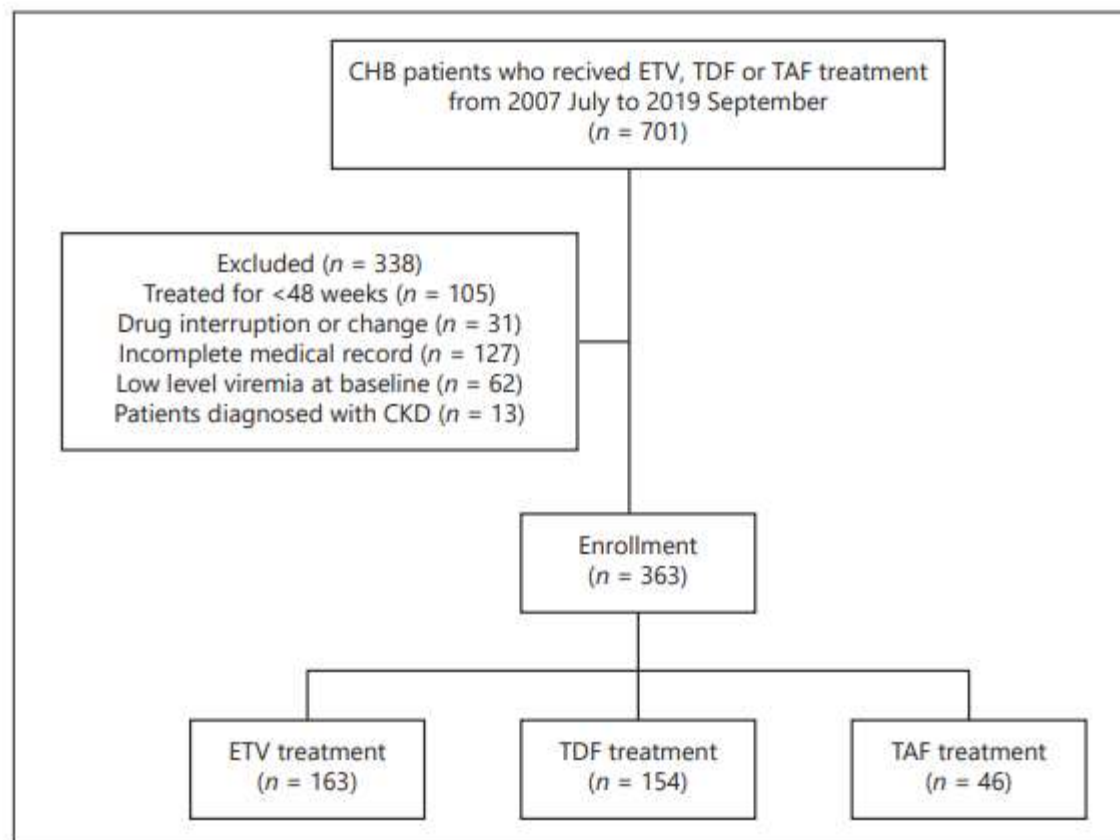 CHB patients who recived ETV, TDF or TAF treatment
from 2007 July to 2019 September
(n = 701)
Excluded (n = 338)
Treated for <48 weeks (n = 105)
Drug interruption or change (n = 31)
Incomplete medical record (n = 127)
Low level viremia at baseline (n = 62)
Patients diagnosed with CKD (n = 13)
Enrollment
(n = 363)
ETV treatment
(n = 163)
TDF treatment
(n = 154)
TAF treatment
(n = 46)